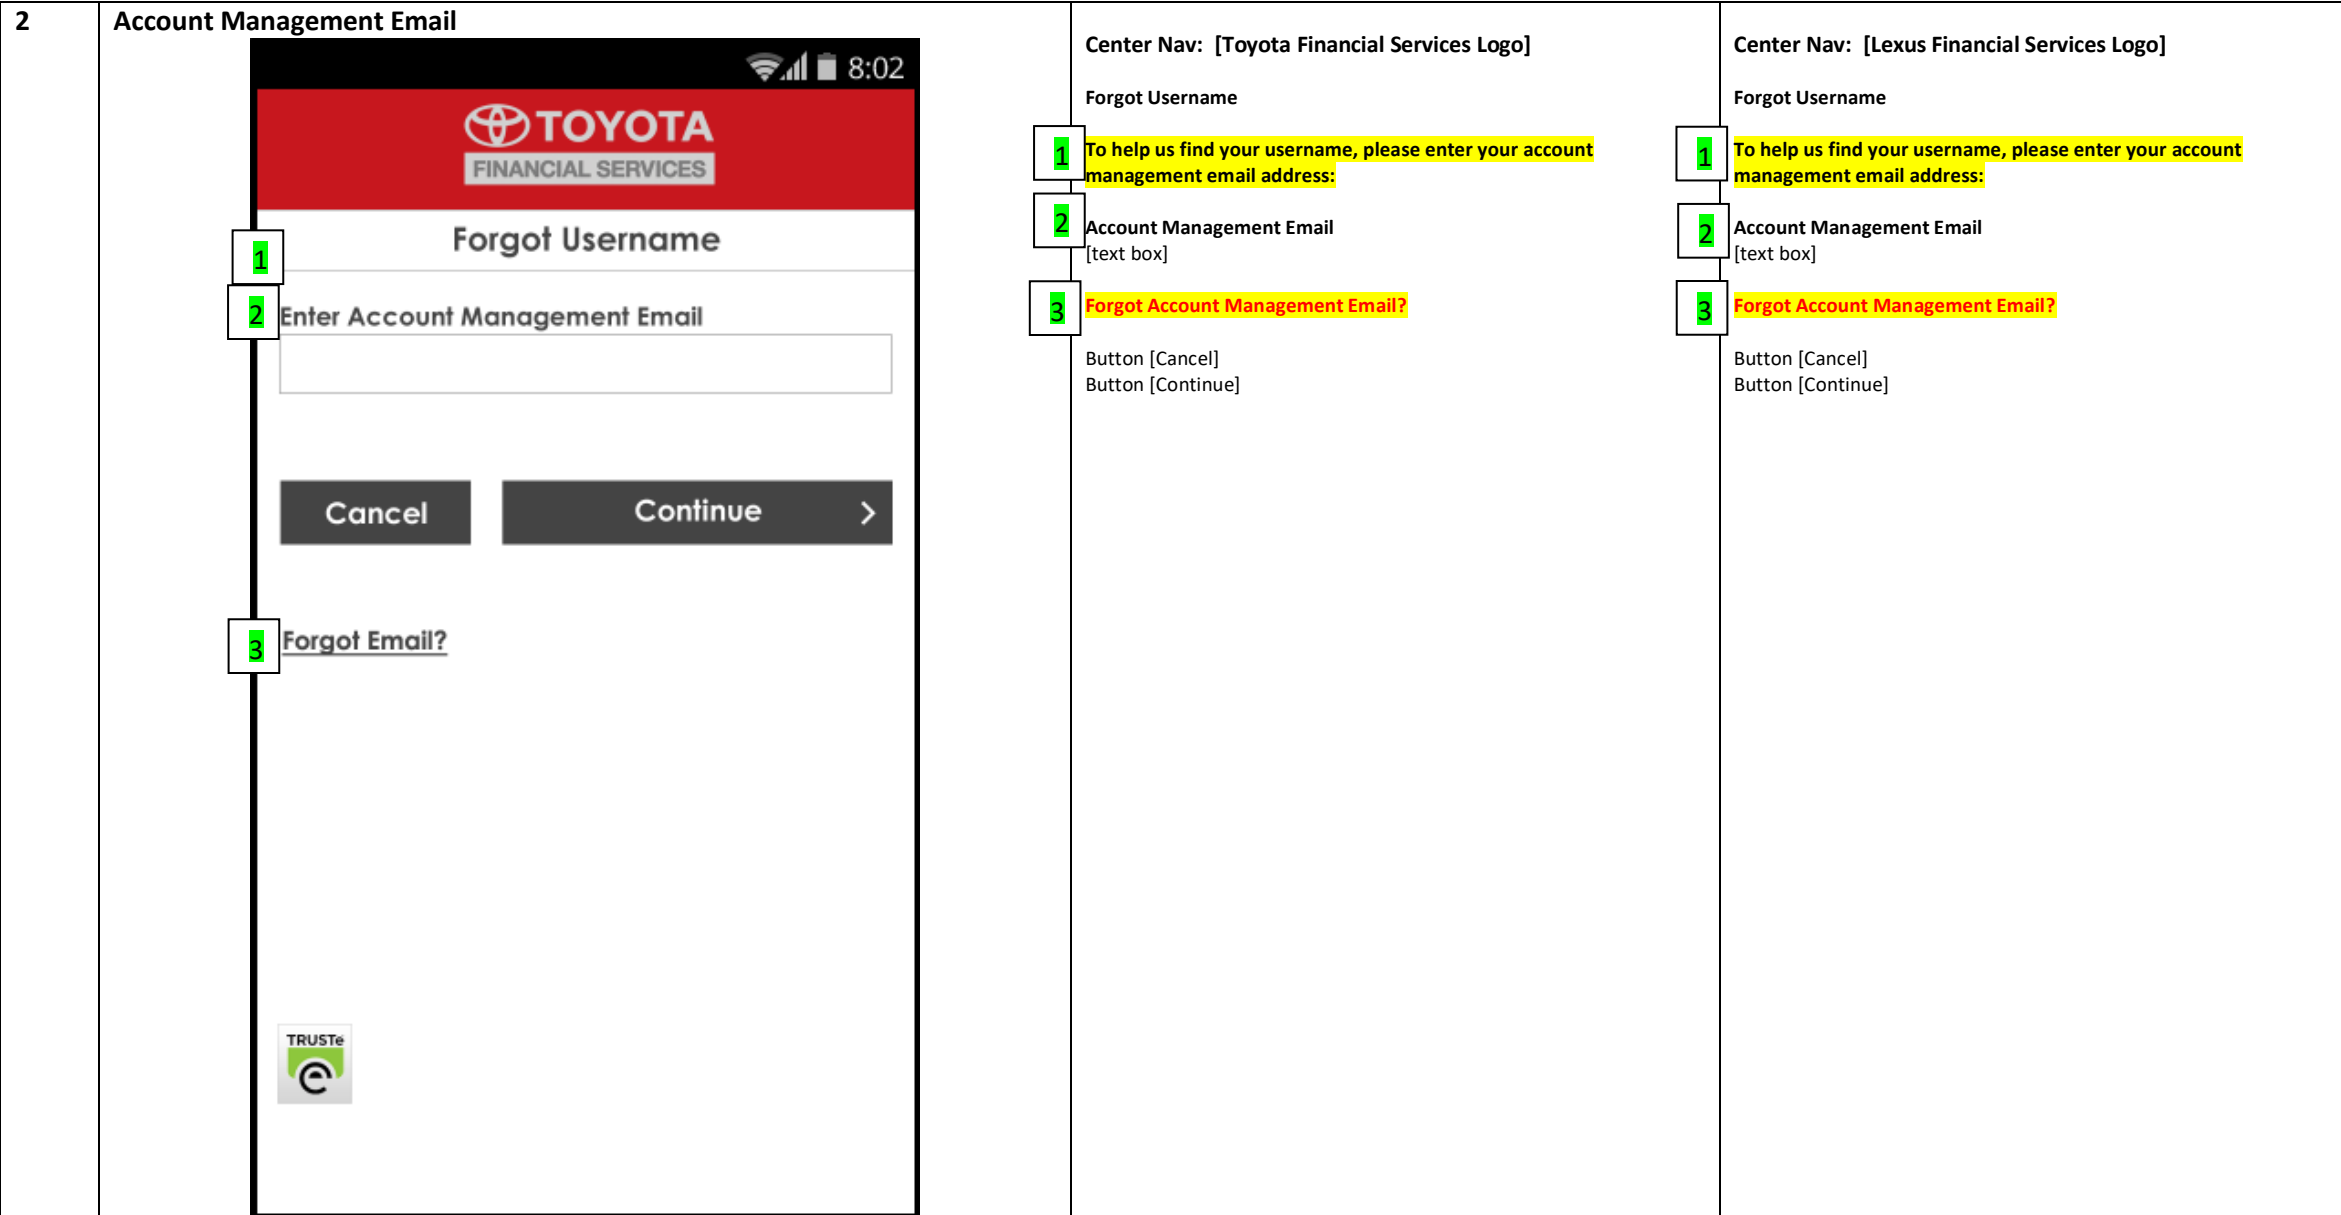 2
Account Management Email
8:02
TOYOTA
FINANCIAL SERVICES
Forgot Username
1
2
Enter Account Management Email
Cancel
Continue >
3
Forgot Email?
TRUSTe
e
Center Nav:  [Toyota Financial Services Logo]
Forgot Username
1
To help us find your username, please enter your account
management email address:
2
Account Management Email
[text box]
3
Forgot Account Management Email?
Button [Cancel]
Button [Continue]
Center Nav:  [Lexus Financial Services Logo]
Forgot Username
1
To help us find your username, please enter your account
management email address:
2
Account Management Email
[text box]
3
Forgot Account Management Email?
Button [Cancel]
Button [Continue]